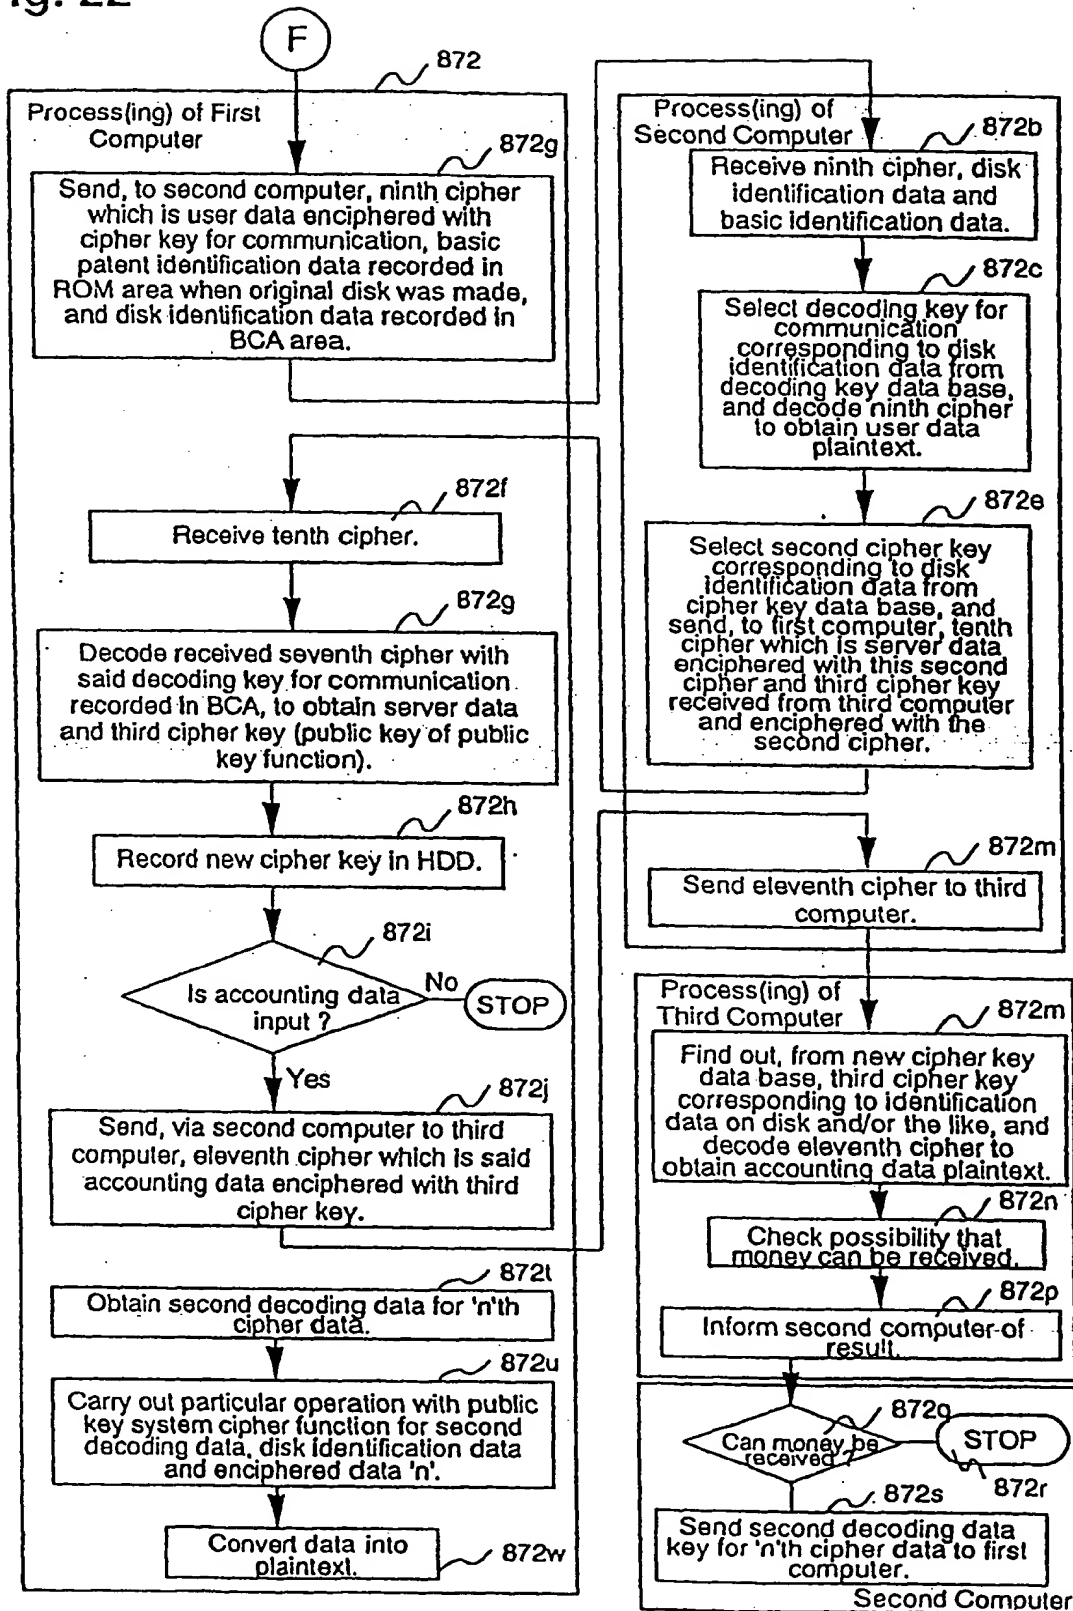 Fig. 22
F
872
Process(ing) of First
Computer
872g
Send, to second computer, ninth cipher
which is user data enciphered with
cipher key for communication, basic
patent identification data recorded in
ROM area when original disk was made,
and disk identification data recorded in
BCA area.
872f
Receive tenth cipher.
872g
Decode received seventh cipher with
said decoding key for communication
recorded in BCA, to obtain server data
and third cipher key (public key of public
key function).
872h
Record new cipher key in HDD.
872i
Is accounting data
input ?
No
STOP
Yes
872j
Send, via second computer to third
computer, eleventh cipher which is said
accounting data enciphered with third
cipher key.
872t
Obtain second decoding data for 'n'th
cipher data.
872u
Carry out particular operation with public
key system cipher function for second
decoding data, disk identification data
and enciphered data 'n'.
Convert data into
plaintext.
872w
Process(ing) of
Second Computer
872b
Receive ninth cipher, disk
identification data and
basic identification data.
872c
Select decoding key for
communication
corresponding to disk
identification data from
decoding key data base,
and decode ninth cipher
to obtain user data
plaintext.
872e
Select second cipher key
corresponding to disk
identification data from
cipher key data base, and
send, to first computer, tenth
cipher which is server data
enciphered with this second
cipher and third cipher key
received from third computer
and enciphered with the
second cipher.
872m
Send eleventh cipher to third
computer.
Process(ing) of
Third Computer
872m
Find out, from new cipher key
data base, third cipher key
corresponding to identification
data on disk and/or the like, and
decode eleventh cipher to
obtain accounting data plaintext.
872n
Check possibility that
money can be received.
872p
Inform second computer of
result.
872q
Can money be
received ?
STOP
872r
872s
Send second decoding data
key for 'n'th cipher data to first
computer.
Second Computer